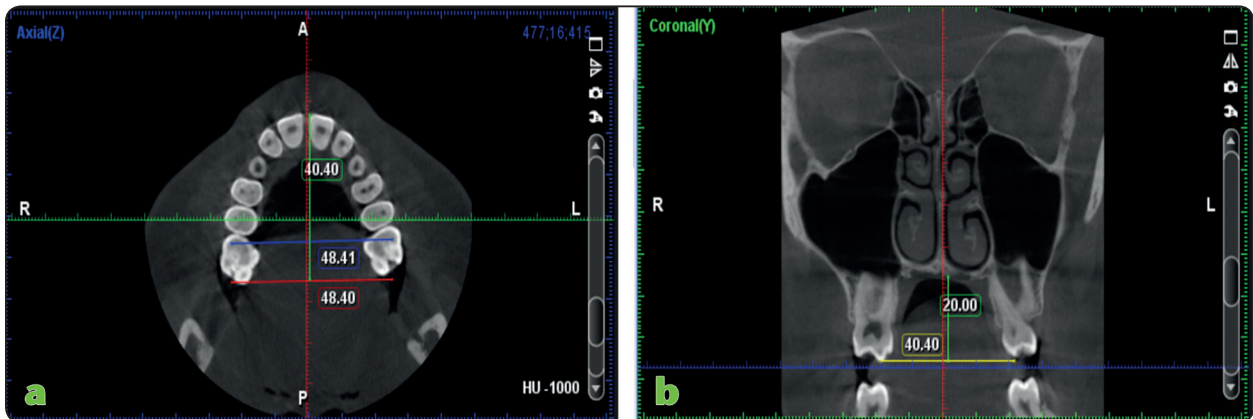 Axial(Z)
A
477;16;415
40.40
R
L
48.41
48.40
HU -1000
P
a
Coronal(Y)
R
L
20.00
40.40
b